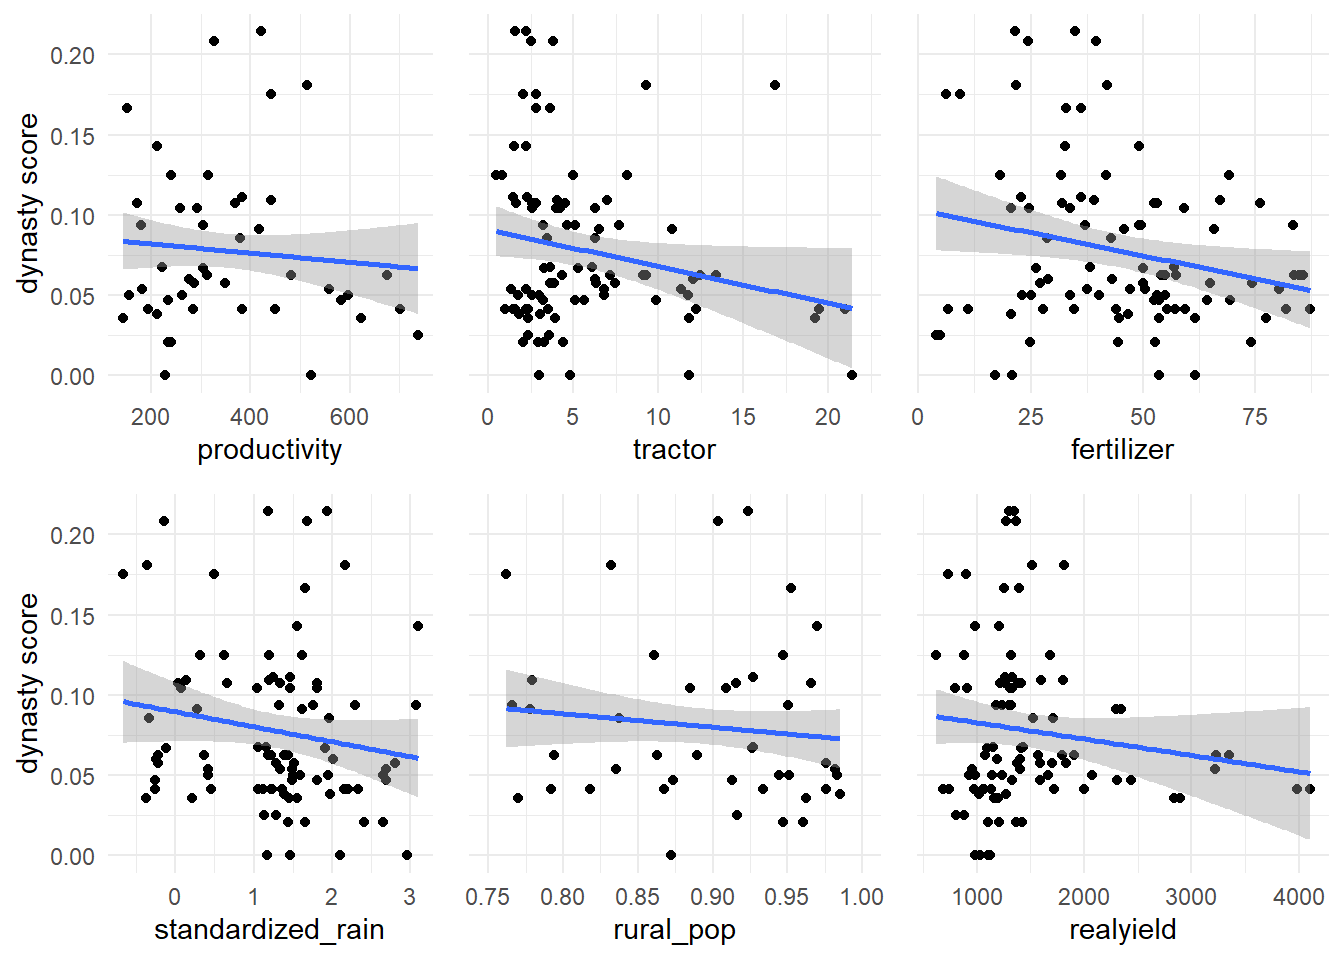 dynasty score
0.20
0.15
0.10
0.05
0.00
200 400 600
productivity
0 5 10 15 20
tractor
0 25 50 75
fertilizer
dynasty score
0.20
0.15
0.10
0.05
0.00
0 1 2 3
standardized_rain
0.75 0.80 0.85 0.90 0.95 1.00
rural_pop
1000 2000 3000 4000
realyield